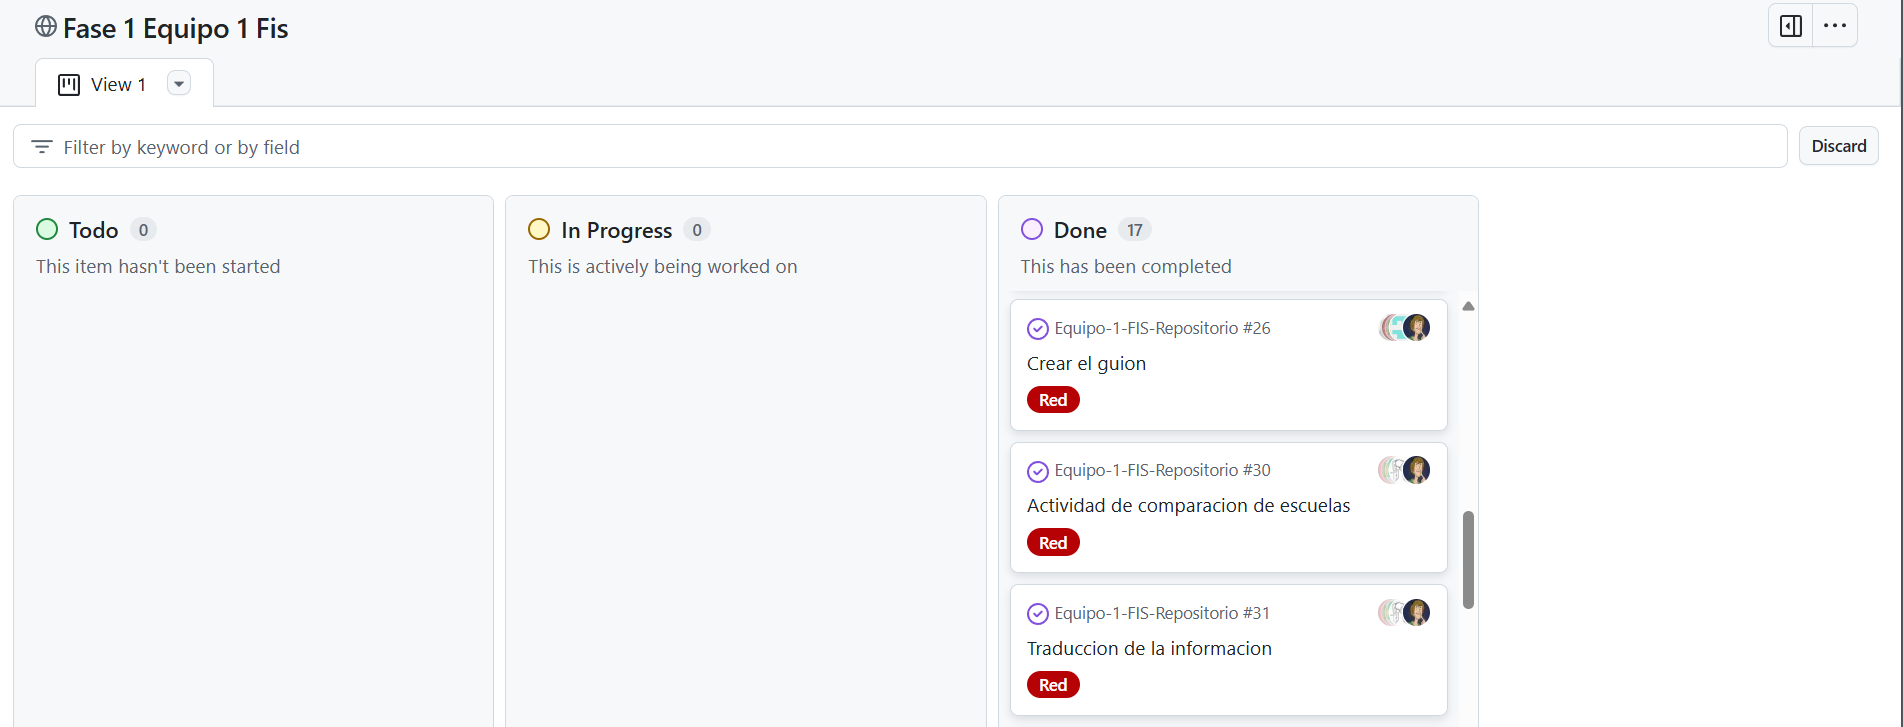 Fase 1 Equipo 1 Fis
View 1
Filter by keyword or by field
Discard
Todo 0
This item hasn't been started
In Progress 0
This is actively being worked on
Done 17
This has been completed
Equipo-1-FIS-Repositorio #26
Crear el guion
Red
Equipo-1-FIS-Repositorio #30
Actividad de comparacion de escuelas
Red
Equipo-1-FIS-Repositorio #31
Traduccion de la informacion
Red